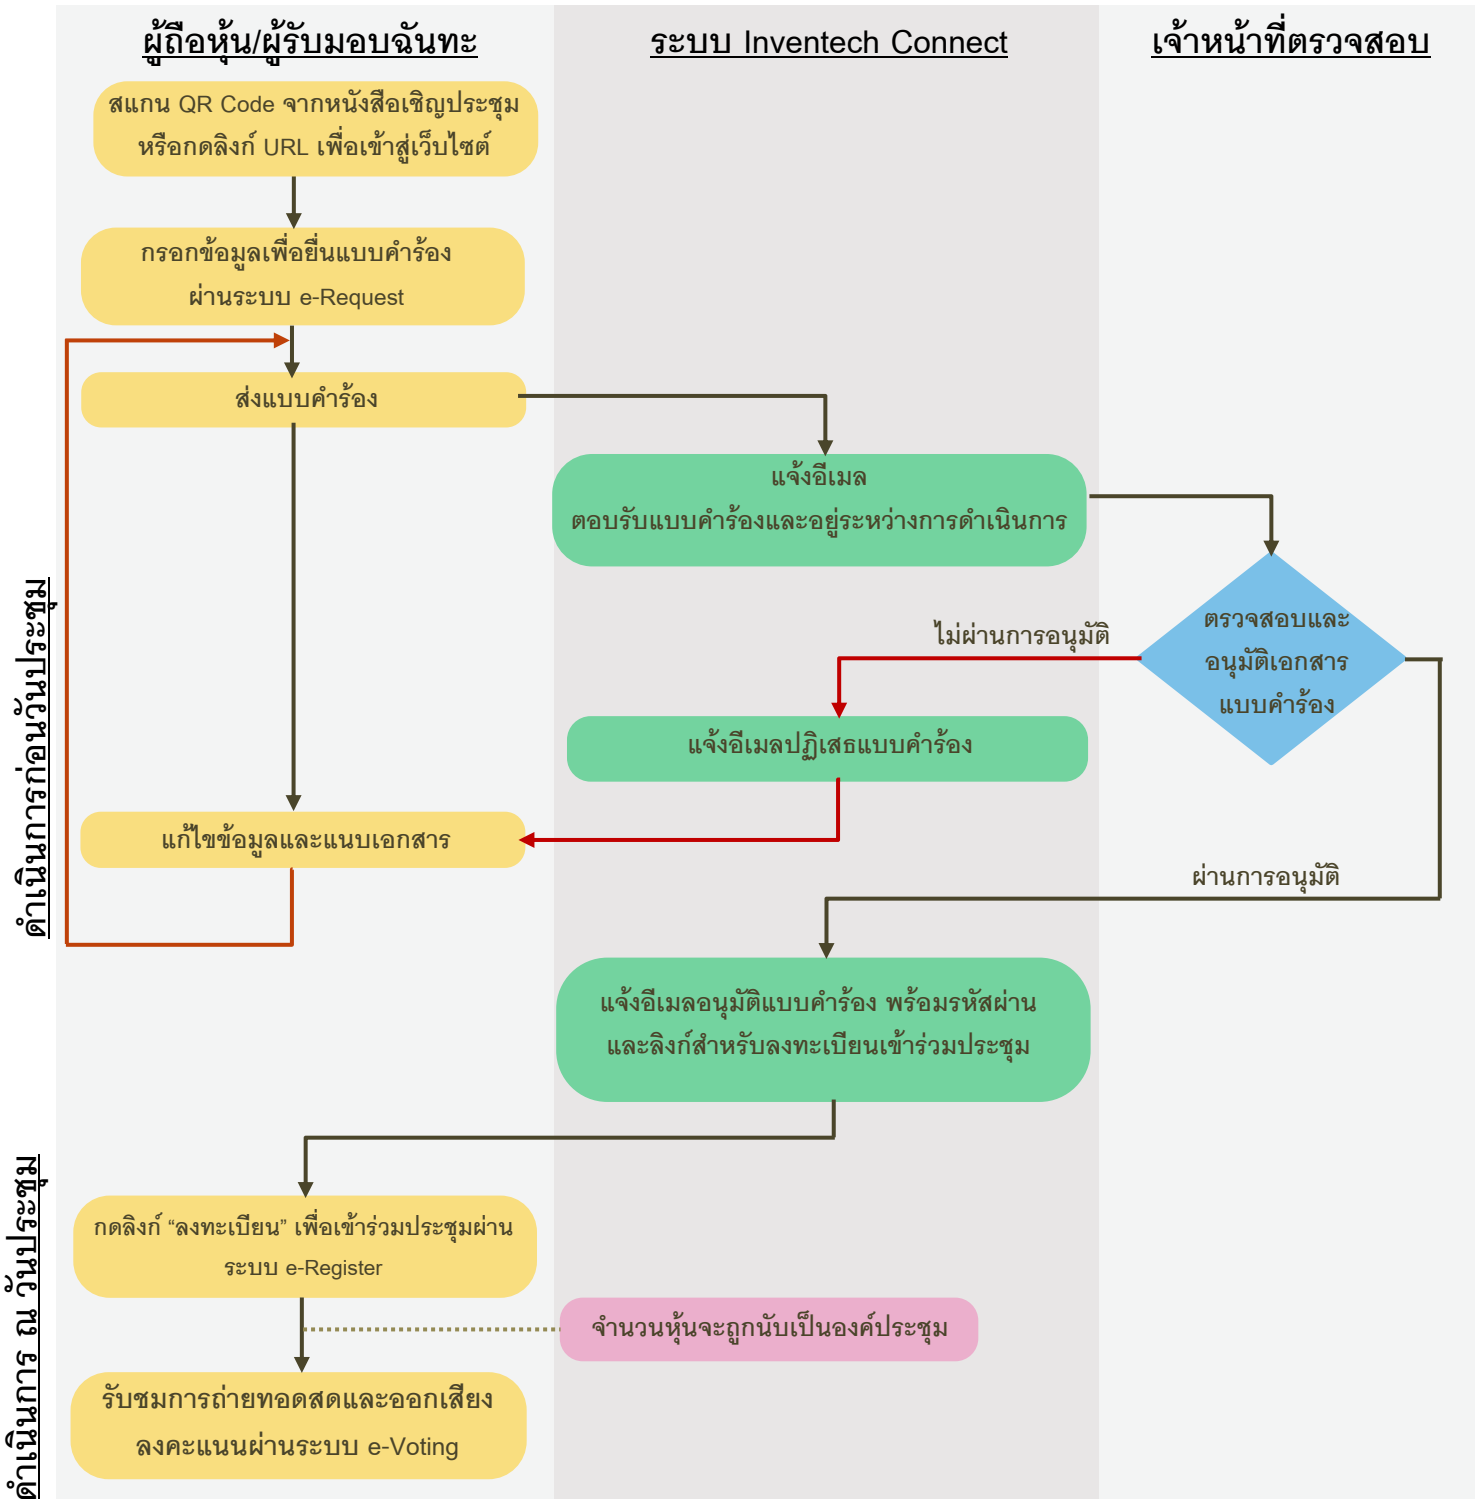 ผู้ถือหุ้น/ผู้รับมอบฉันทะ
ระบบ Inventech Connect
เจ้าหน้าที่ตรวจสอบ
สแกน QR Code จากหนังสือเชิญประชุม
หรือกดลิงก์ URL เพื่อเข้าสู่เว็บไซต์
กรอกข้อมูลเพื่อยื่นแบบคำร้อง
ผ่านระบบ e-Request
ส่งแบบคำร้อง
แจ้งอีเมล
ตอบรับแบบคำร้องและอยู่ระหว่างการดำเนินการ
ตรวจสอบและ
อนุมัติเอกสาร
แบบคำร้อง
ไม่ผ่านการอนุมัติ
แจ้งอีเมลปฏิเสธแบบคำร้อง
แก้ไขข้อมูลและแนบเอกสาร
ผ่านการอนุมัติ
ดำเนินการก่อนวันประชุม
แจ้งอีเมลอนุมัติแบบคำร้อง พร้อมรหัสผ่าน
และลิงก์สำหรับลงทะเบียนเข้าร่วมประชุม
กดลิงก์ “ลงทะเบียน” เพื่อเข้าร่วมประชุมผ่าน
ระบบ e-Register
จำนวนหุ้นจะถูกนับเป็นองค์ประชุม
รับชมการถ่ายทอดสดและออกเสียง
ลงคะแนนผ่านระบบ e-Voting
ดำเนินการ ณ วันประชุม